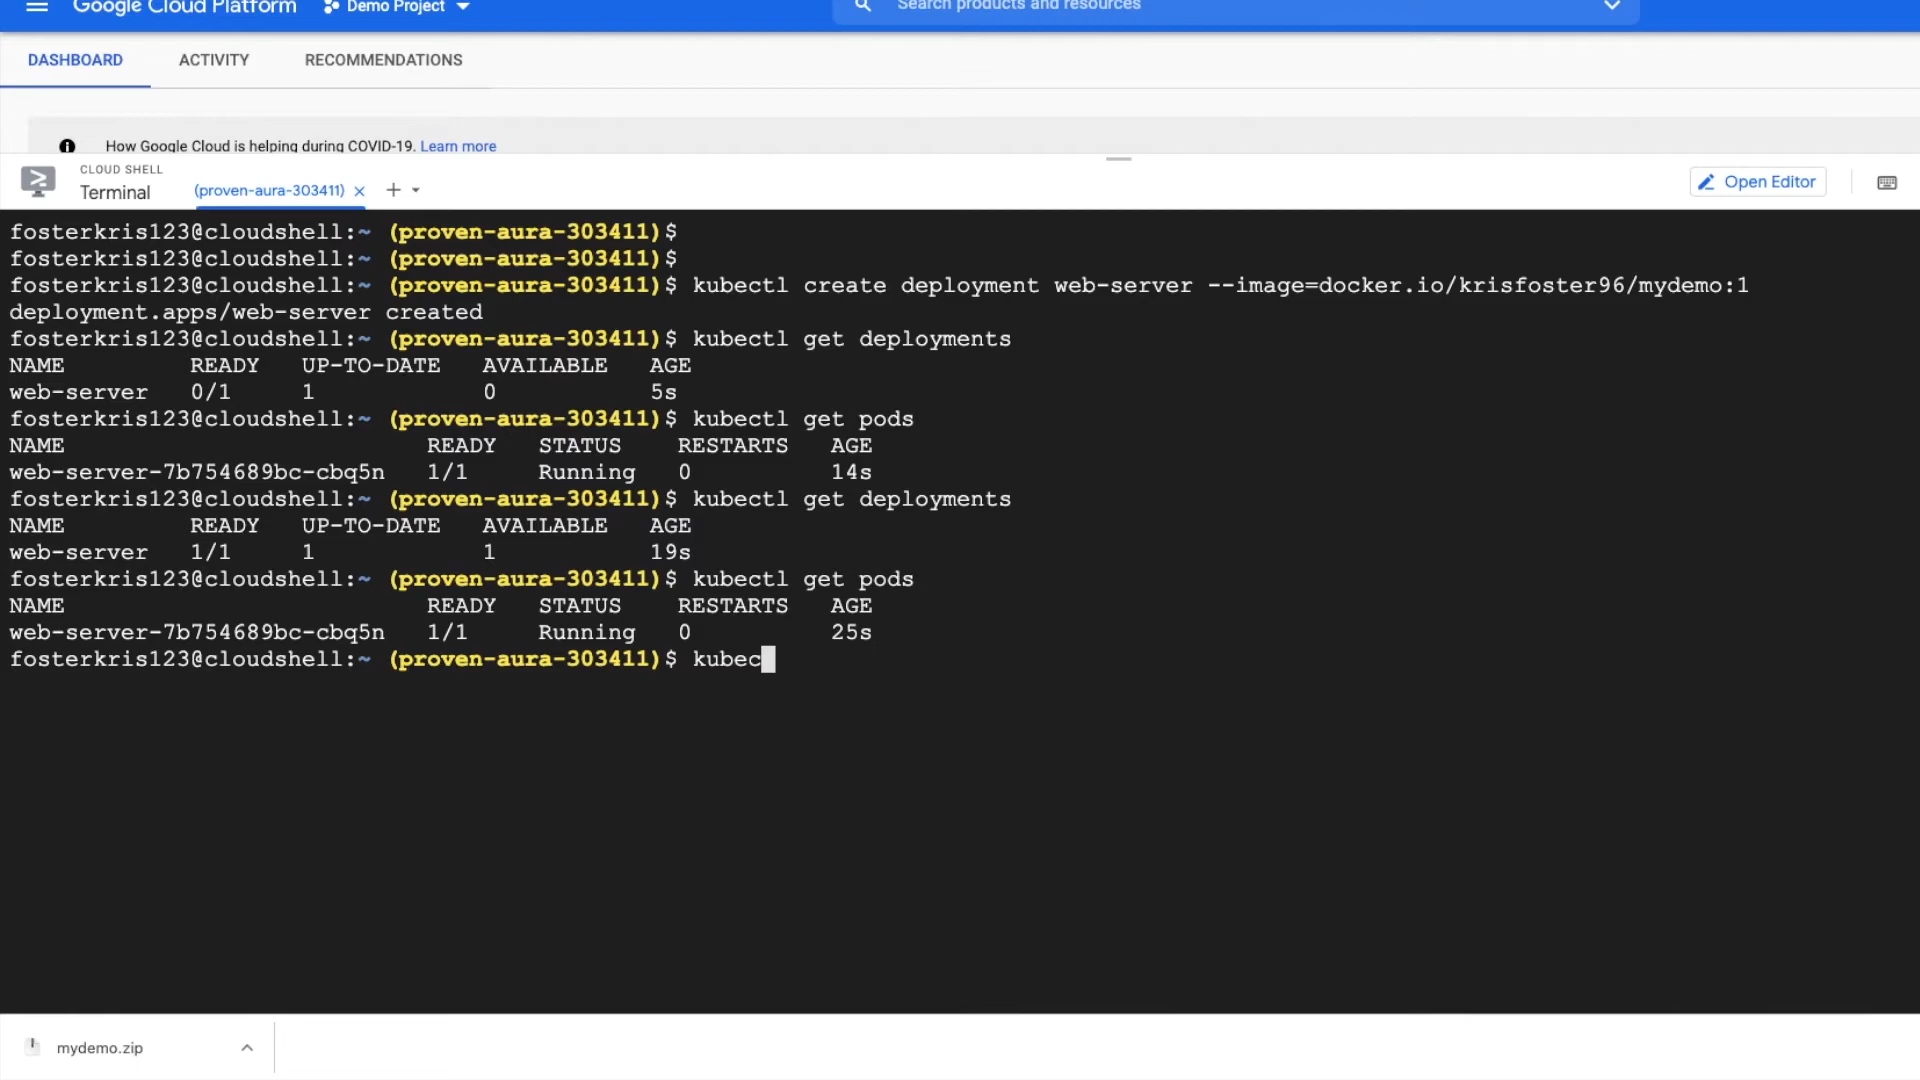 Google Cloud Platform
Demo Project
Search products and resources
DASHBOARD ACTIVITY RECOMMENDATIONS
How Google Cloud is helping during COVID-19. Learn more
CLOUD SHELL
Terminal
(proven-aura-303411)
Open Editor
fosterkris123@cloudshell:~ (proven-aura-303411)$
fosterkris123@cloudshell:~ (proven-aura-303411)$
fosterkris123@cloudshell:~ (proven-aura-303411)$ kubectl create deployment web-server --image=docker.io/krisfoster96/mydemo:1
deployment.apps/web-server created
fosterkris123@cloudshell:~ (proven-aura-303411)$ kubectl get deployments
NAME READY UP-TO-DATE AVAILABLE AGE
web-server 0/1 1 0 5s
fosterkris123@cloudshell:~ (proven-aura-303411)$ kubectl get pods
NAME READY STATUS RESTARTS AGE
web-server-7b754689bc-cbq5n 1/1 Running 0 14s
fosterkris123@cloudshell:~ (proven-aura-303411)$ kubectl get deployments
NAME READY UP-TO-DATE AVAILABLE AGE
web-server 1/1 1 1 19s
fosterkris123@cloudshell:~ (proven-aura-303411)$ kubectl get pods
NAME READY STATUS RESTARTS AGE
web-server-7b754689bc-cbq5n 1/1 Running 0 25s
fosterkris123@cloudshell:~ (proven-aura-303411)$ kubec
mydemo.zip